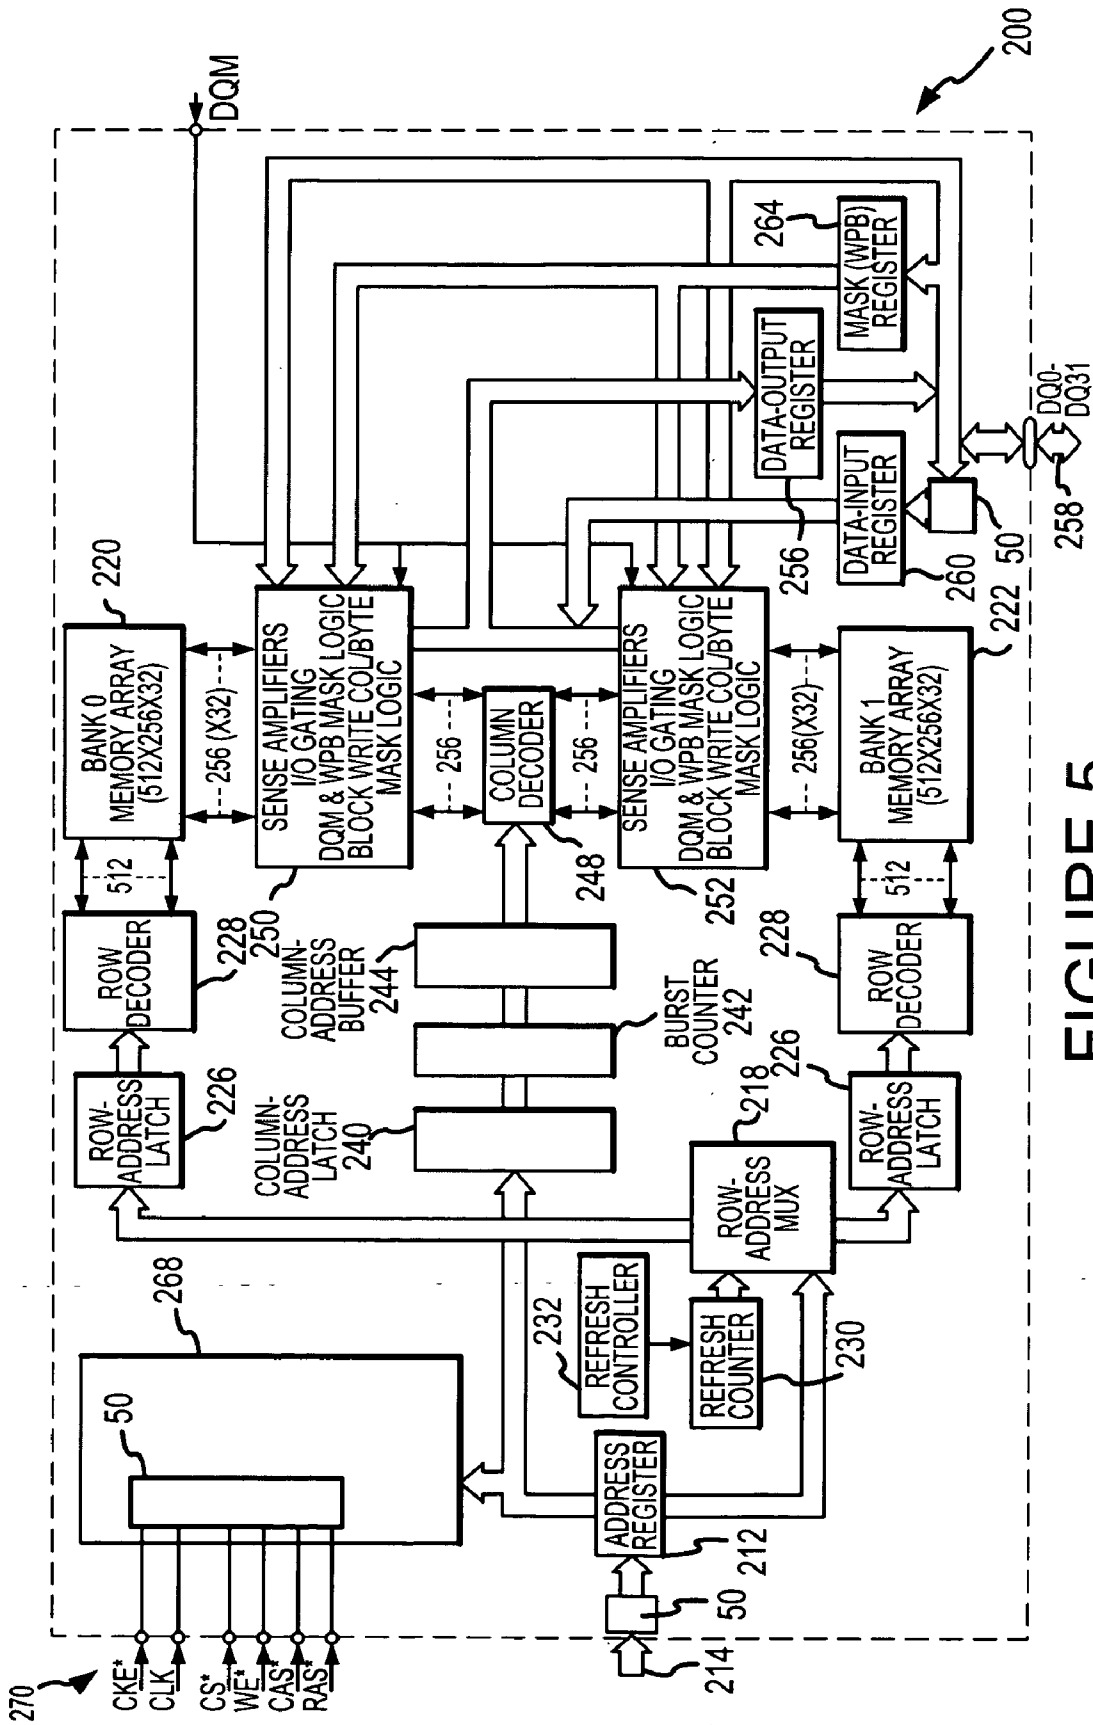 270
CKE*
CLK
CS*
WE*
CAS*
RAS*
50
268
214
50
ADDRESS
REGISTER
212
REFRESH
CONTROLLER
232
REFRESH
COUNTER
230
ROW-
ADDRESS
MUX
218
ROW-
ADDRESS
LATCH
226
ROW
DECODER
228
512
BANK 0
MEMORY ARRAY
(512X256X32)
220
256 (X32)
SENSE AMPLIFIERS
I/O GATING
DQM & WPB MASK LOGIC
BLOCK WRITE COL/BYTE
MASK LOGIC
250
256
COLUMN-
ADDRESS
LATCH
240
COLUMN-
ADDRESS
BUFFER
244
BURST
COUNTER
242
COLUMN
DECODER
248
256
SENSE AMPLIFIERS
I/O GATING
DQM & WPB MASK LOGIC
BLOCK WRITE COL/BYTE
MASK LOGIC
252
256(X32)
ROW-
ADDRESS
LATCH
226
ROW
DECODER
228
512
BANK 1
MEMORY ARRAY
(512X256X32)
222
DATA-OUTPUT
REGISTER
256
DATA-INPUT
REGISTER
260
MASK (WPB)
REGISTER
264
50
DQM
DQ0-
DQ31
258
200
FIGURE 5